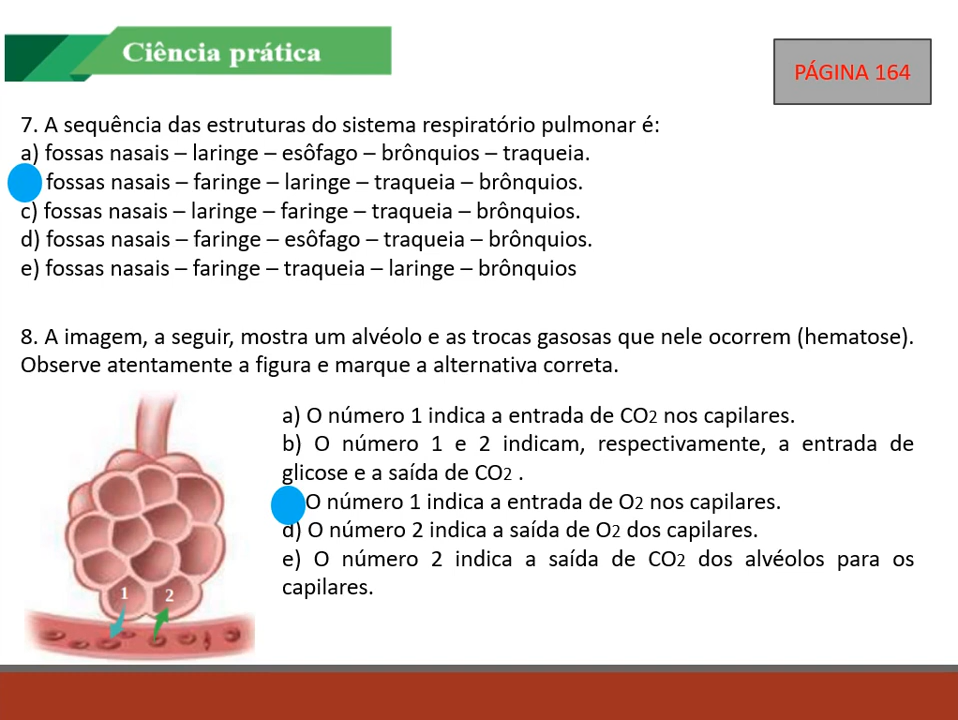 Ciência prática
PÁGINA 164
7. A sequência das estruturas do sistema respiratório pulmonar é:
a) fossas nasais – laringe – esôfago – brônquios – traqueia.
fossas nasais – faringe – laringe – traqueia – brônquios.
c) fossas nasais – laringe – faringe – traqueia – brônquios.
d) fossas nasais – faringe – esôfago – traqueia – brônquios.
e) fossas nasais – faringe – traqueia – laringe – brônquios
8. A imagem, a seguir, mostra um alvéolo e as trocas gasosas que nele ocorrem (hematose).
Observe atentamente a figura e marque a alternativa correta.
a) O número 1 indica a entrada de CO2 nos capilares.
b) O número 1 e 2 indicam, respectivamente, a entrada de
glicose e a saída de CO2 .
O número 1 indica a entrada de O2 nos capilares.
d) O número 2 indica a saída de O2 dos capilares.
e) O número 2 indica a saída de CO2 dos alvéolos para os
capilares.
1 2